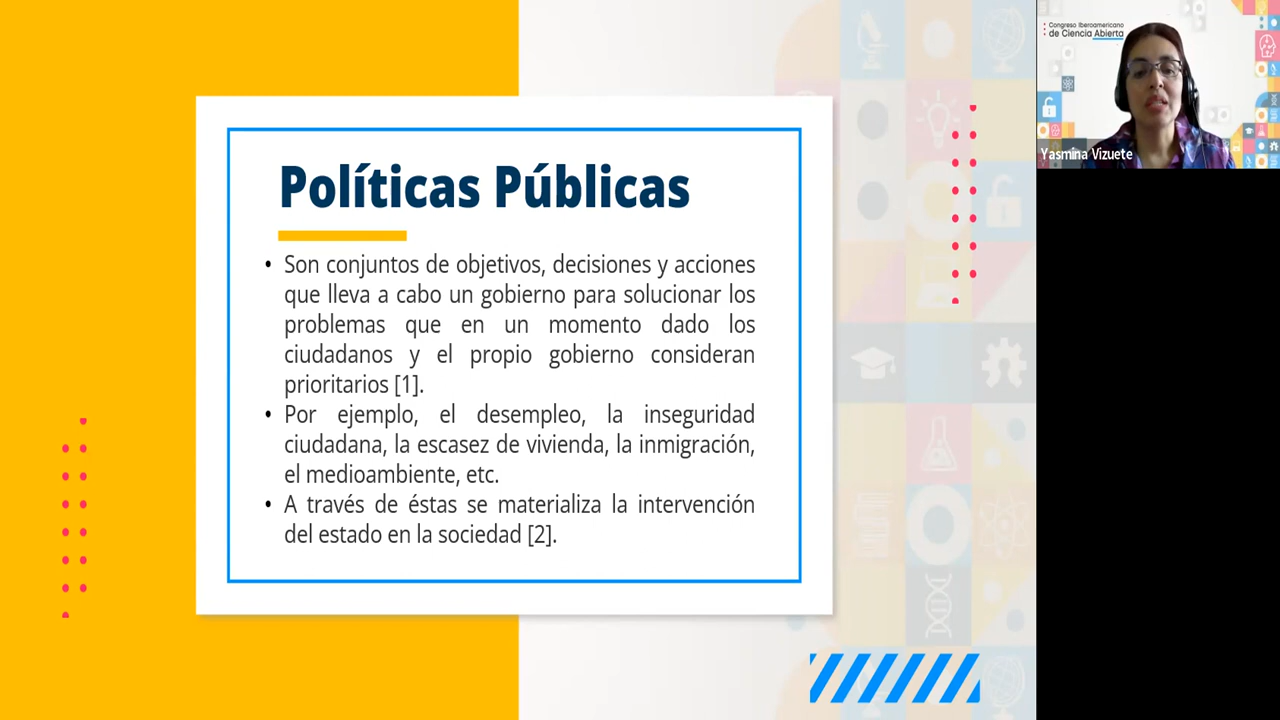 Políticas Públicas
• Son conjuntos de objetivos, decisiones y acciones
que lleva a cabo un gobierno para solucionar los
problemas que en un momento dado los
ciudadanos y el propio gobierno consideran
prioritarios [1].
• Por ejemplo, el desempleo, la inseguridad
ciudadana, la escasez de vivienda, la inmigración,
el medioambiente, etc.
• A través de éstas se materializa la intervención
del estado en la sociedad [2].
Congreso Iberoamericano
de Ciencia Abierta
Yasmina Vizuete